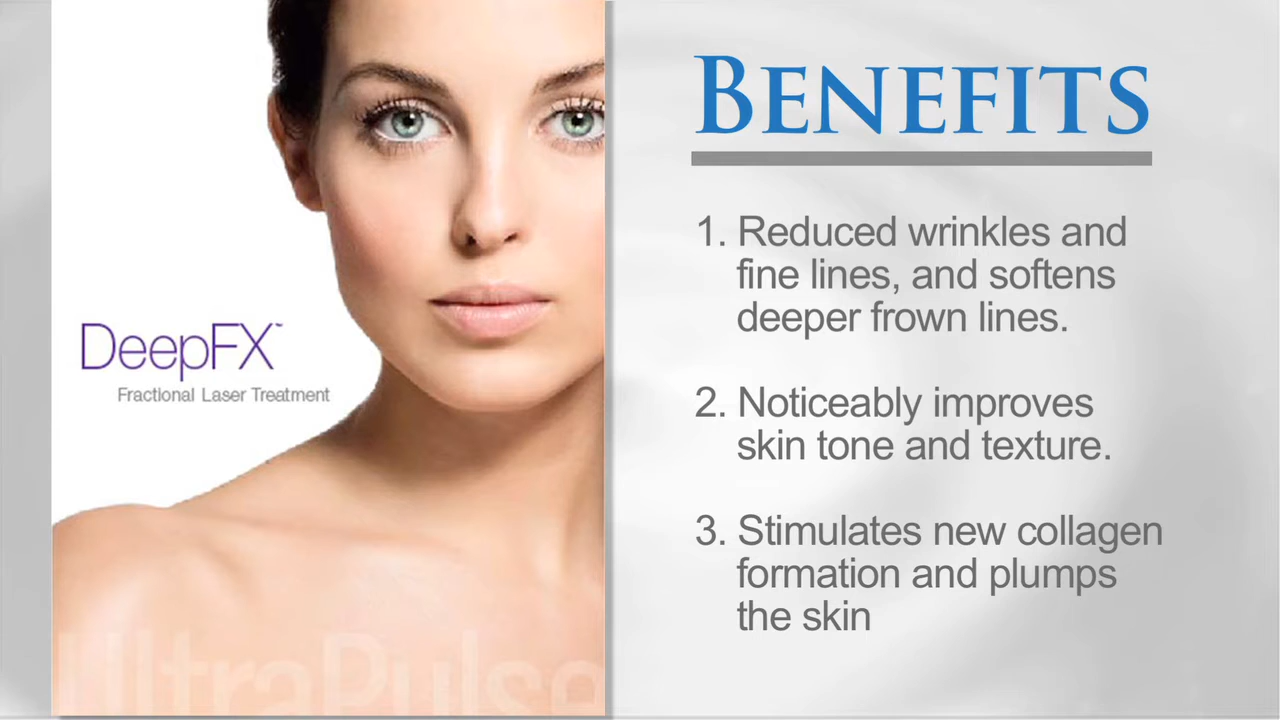 DeepFX™
Fractional Laser Treatment
UltraPulse
BENEFITS
1. Reduced wrinkles and
fine lines, and softens
deeper frown lines.
2. Noticeably improves
skin tone and texture.
3. Stimulates new collagen
formation and plumps
the skin